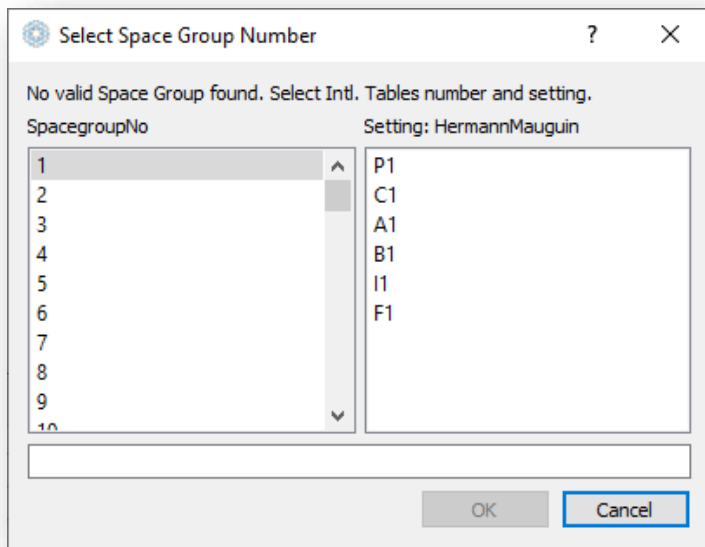 Select Space Group Number
?
No valid Space Group found. Select Intl. Tables number and setting.
SpacegroupNo
Setting: HermannMauguin
1
2
3
4
5
6
7
8
9
10
P1
C1
A1
B1
I1
F1
OK
Cancel